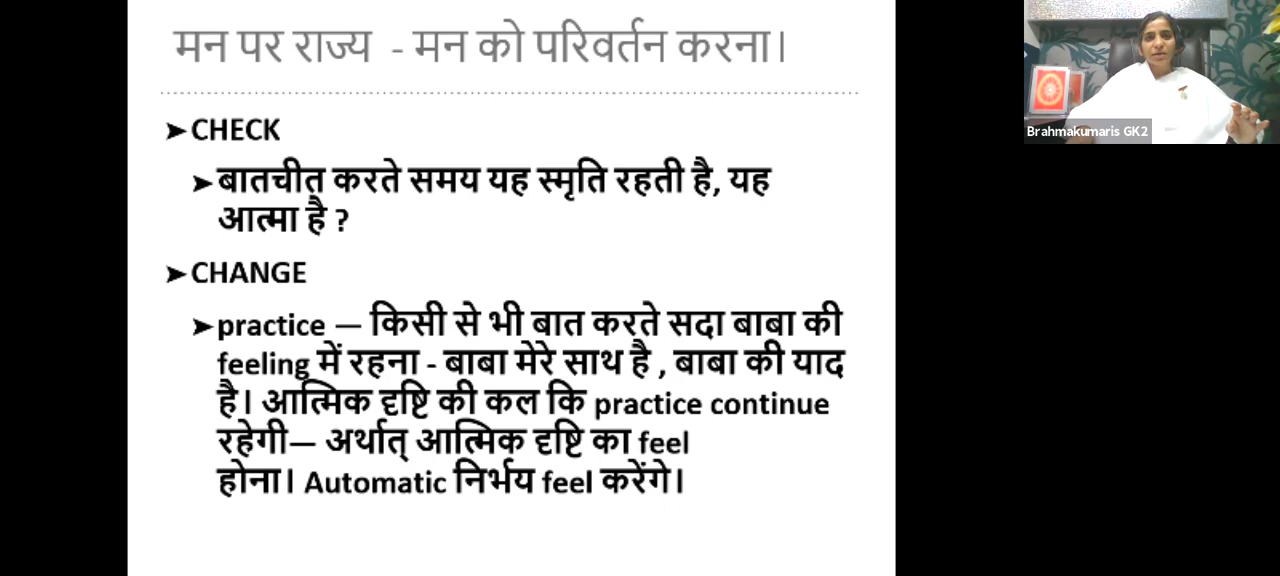 मन पर राज्य - मन को परिवर्तन करना।
➤CHECK
➤बातचीत करते समय यह स्मृति रहती है, यह
आत्मा है ?
➤CHANGE
➤practice — किसी से भी बात करते सदा बाबा की
feeling में रहना - बाबा मेरे साथ है , बाबा की याद
है। आत्मिक दृष्टि की कल कि practice continue
रहेगी— अर्थात् आत्मिक दृष्टि का feel
होना। Automatic निर्भय feel करेंगे।
Brahmakumaris GK2